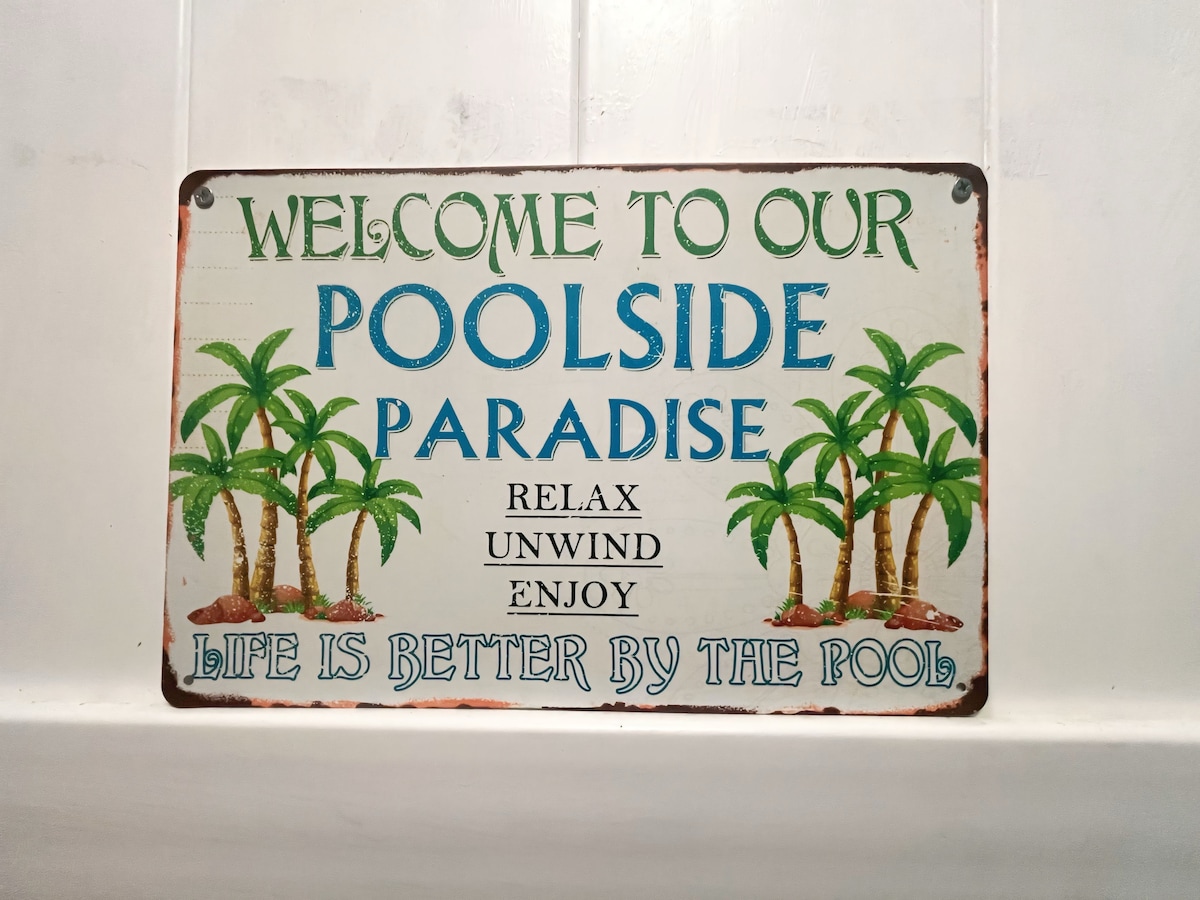 WELCOME TO OUR
POOLSIDE
PARADISE
RELAX
UNWIND
ENJOY
LIFE IS BETTER BY THE POOL